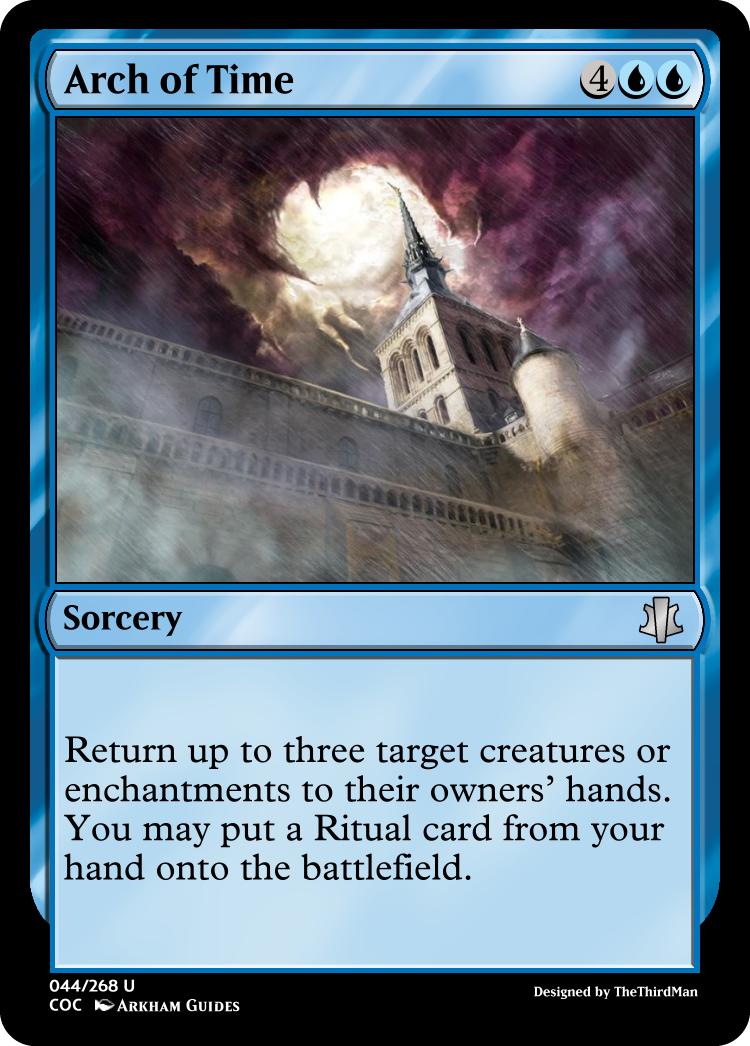 Arch of Time 4
Sorcery
Return up to three target creatures or
enchantments to their owners’ hands.
You may put a Ritual card from your
hand onto the battlefield.
044/268 U
COC Arkham Guides
Designed by TheThirdMan